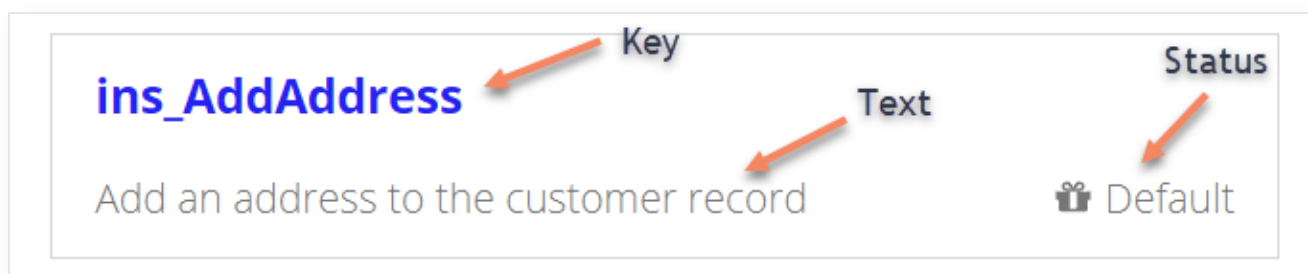 Key
Status
ins_AddAddress
Text
Add an address to the customer record
Default